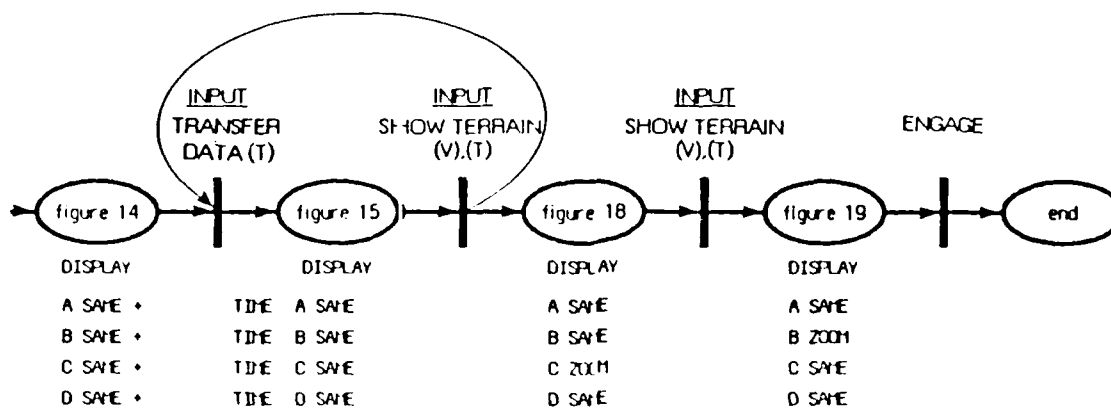 INPUT
TRANSFER
DATA (T)
INPUT
SHOW TERRAIN
(V),(T)
INPUT
SHOW TERRAIN
(V),(T)
ENGAGE
figure 14
figure 15
figure 18
figure 19
end
DISPLAY
DISPLAY
DISPLAY
DISPLAY
A SAME + TIME A SAME A SAME A SAME
B SAME + TIME B SAME B SAME B ZOOM
C SAME + TIME C SAME C ZOOM C SAME
D SAME + TIME D SAME D SAME D SAME